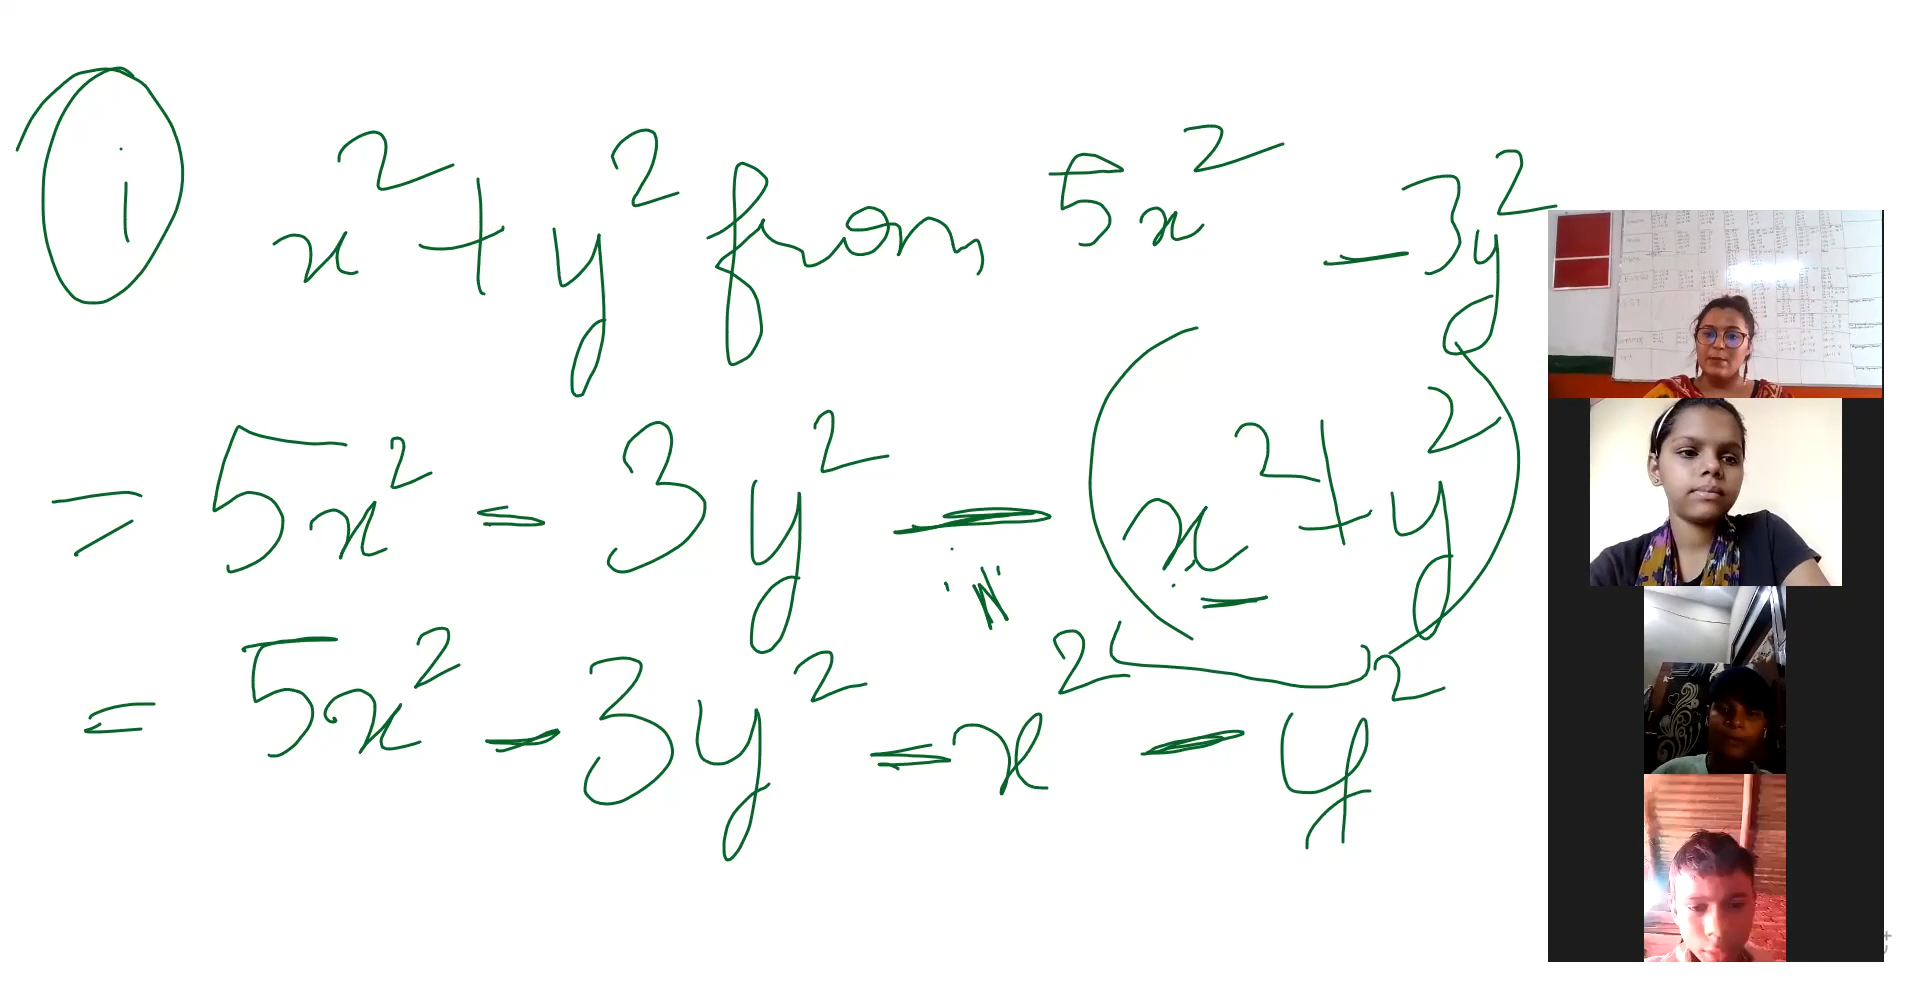 i x² + y² from 5x² - 3y²
= 5x² - 3y² - (x² + y²)
= 5x² - 3y² - x² - y²